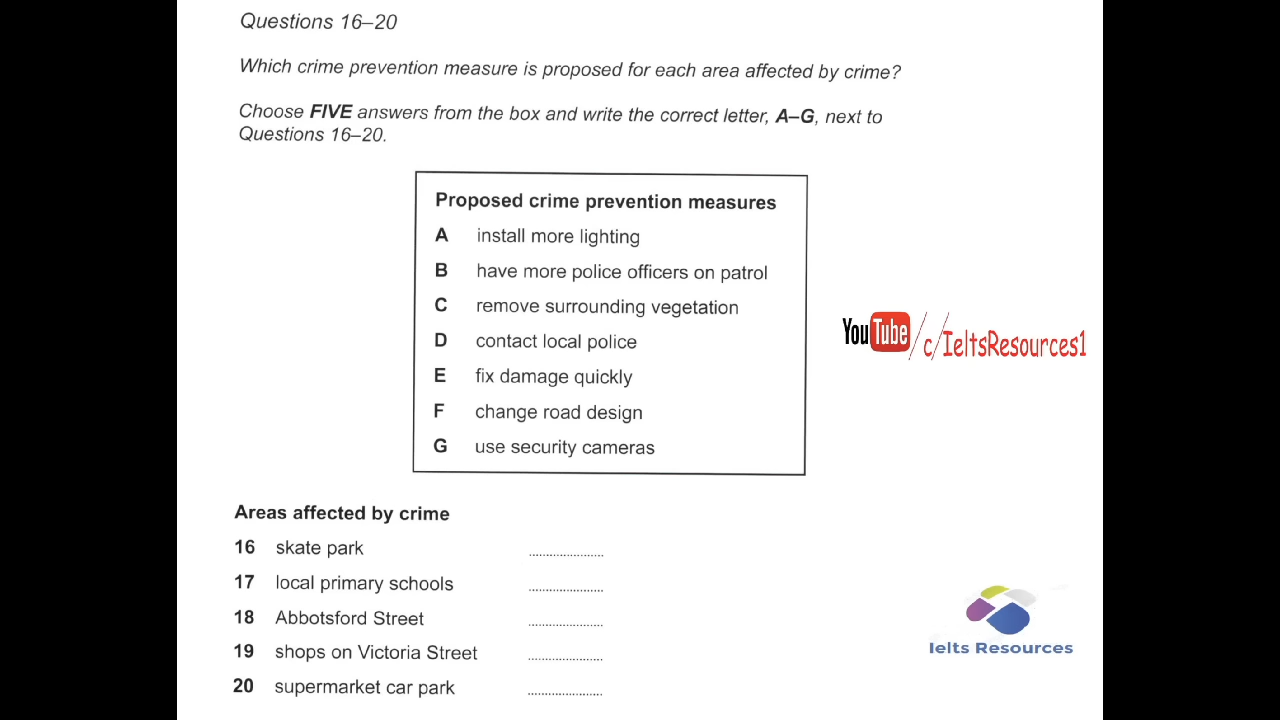 Questions 16–20
Which crime prevention measure is proposed for each area affected by crime?
Choose FIVE answers from the box and write the correct letter, A–G, next to
Questions 16–20.
Proposed crime prevention measures
A install more lighting
B have more police officers on patrol
C remove surrounding vegetation
D contact local police
E fix damage quickly
F change road design
G use security cameras
YouTube/c/IeltsResources1
Areas affected by crime
16 skate park ......................
17 local primary schools ......................
18 Abbotsford Street ......................
19 shops on Victoria Street ......................
20 supermarket car park ......................
Ielts Resources